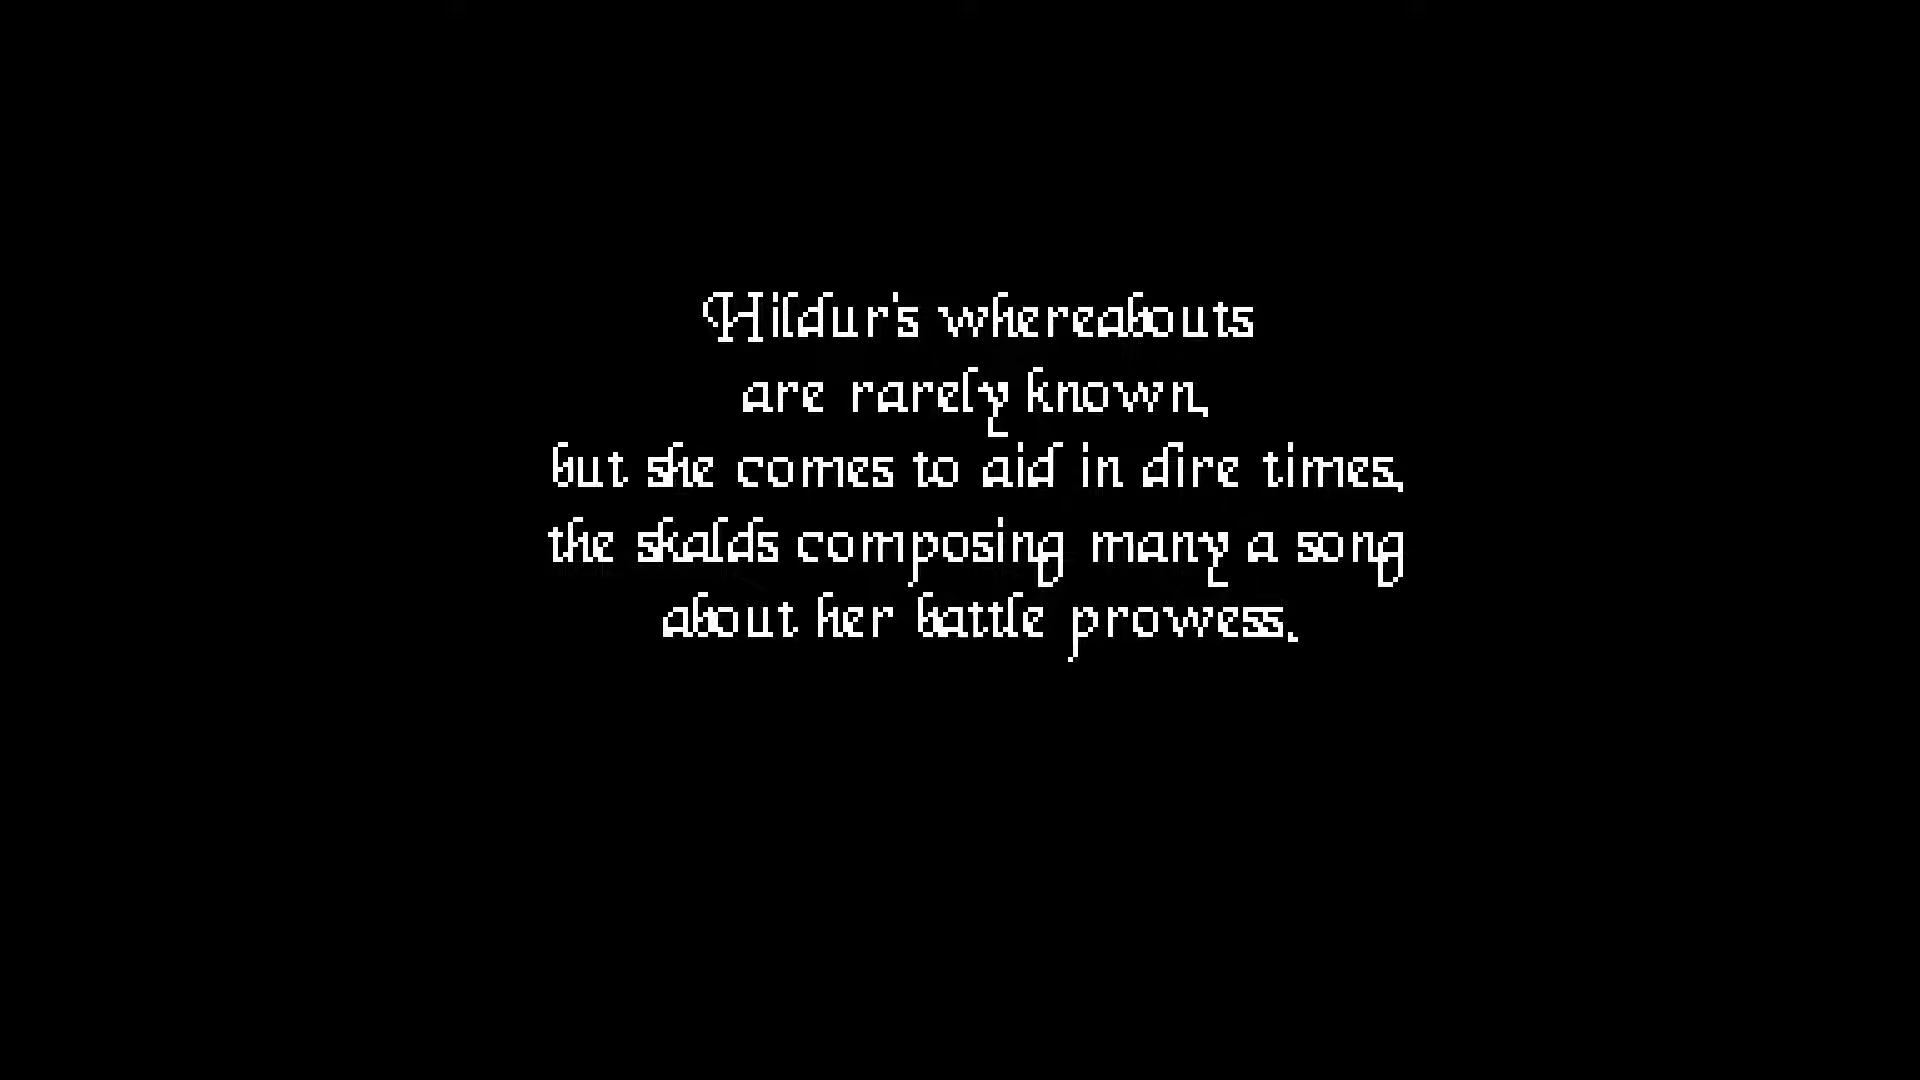 Hildur's whereabouts
are rarely known,
but she comes to aid in dire times,
the skalds composing many a song
about her battle prowess.